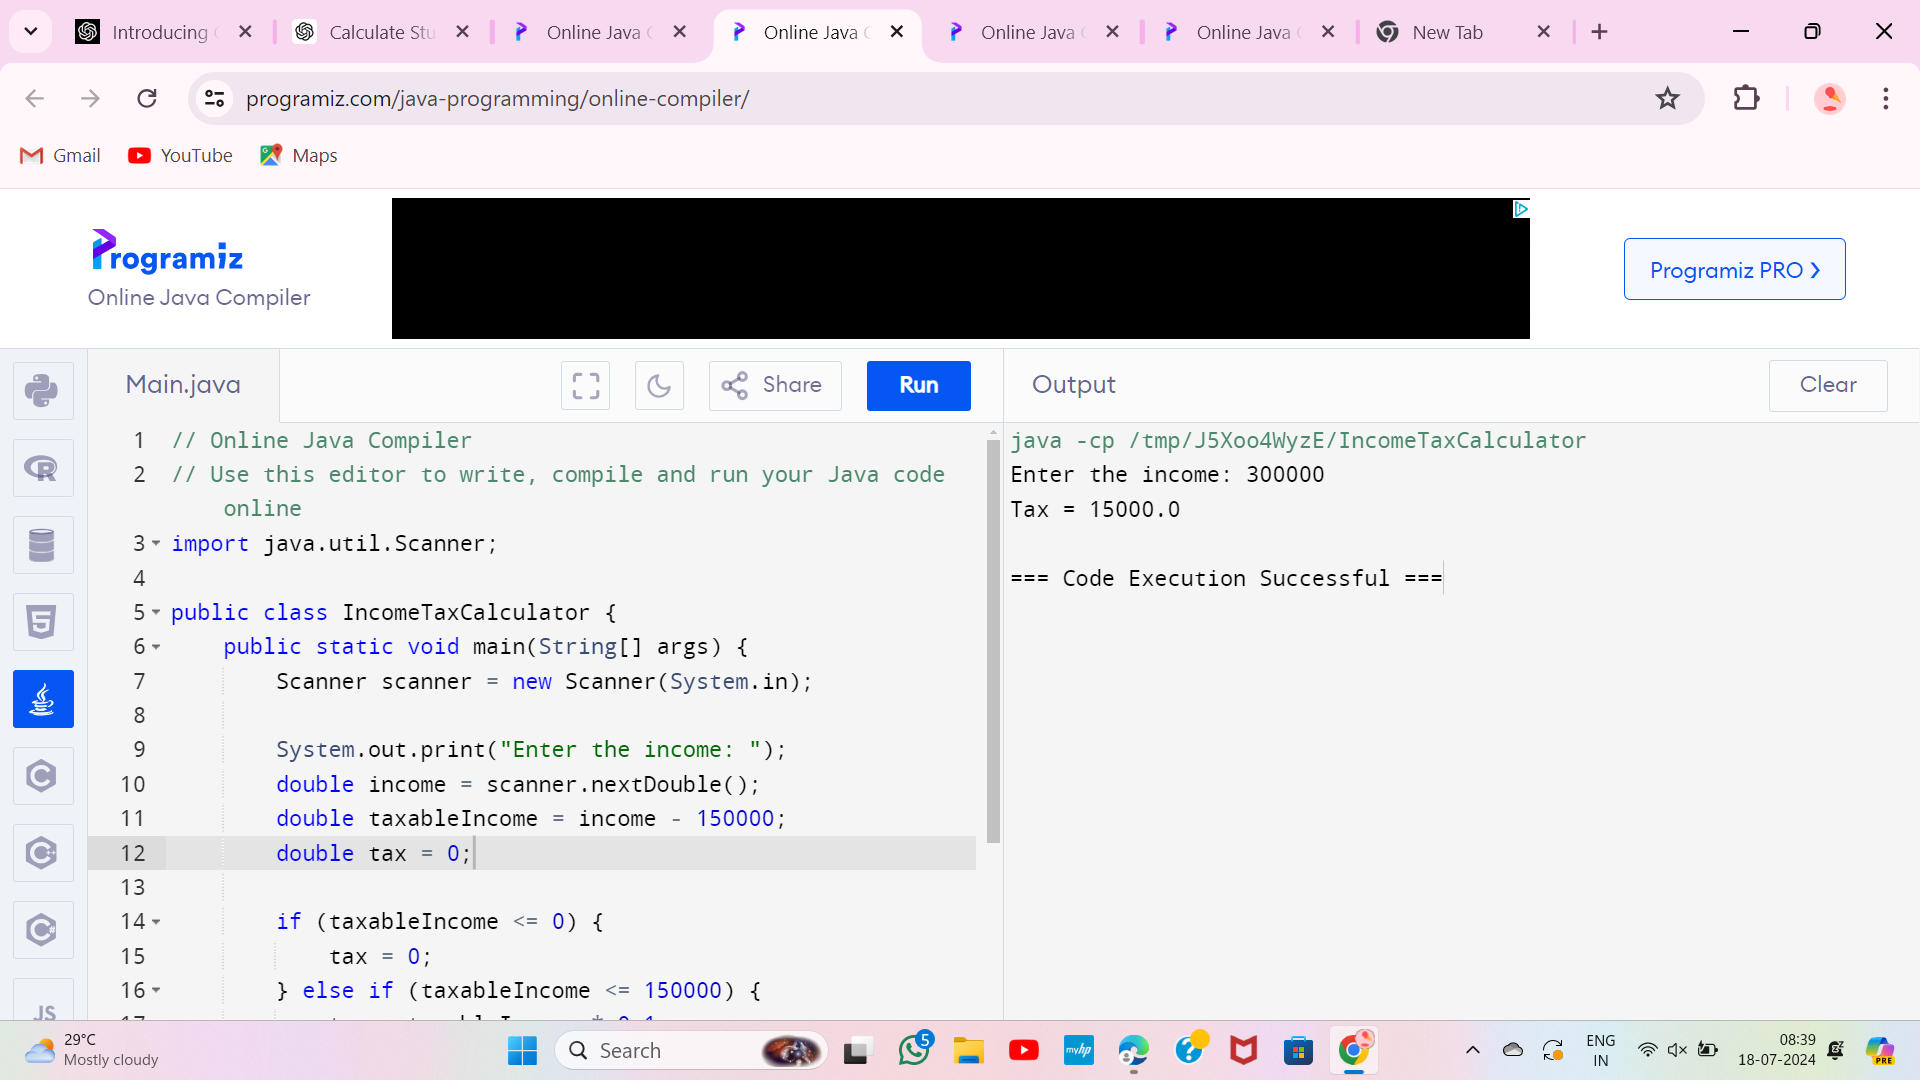 Introducing
Calculate Stu
Online Java C
Online Java C
Online Java C
Online Java C
New Tab
programiz.com/java-programming/online-compiler/
Gmail
YouTube
Maps
Programiz
Online Java Compiler
Programiz PRO ❯
Main.java
Share
Run
Output
Clear
1 // Online Java Compiler
2 // Use this editor to write, compile and run your Java code
online
3 import java.util.Scanner;
4
5 public class IncomeTaxCalculator {
6 public static void main(String[] args) {
7 Scanner scanner = new Scanner(System.in);
8
9 System.out.print("Enter the income: ");
10 double income = scanner.nextDouble();
11 double taxableIncome = income - 150000;
12 double tax = 0;
13
14 if (taxableIncome <= 0) {
15 tax = 0;
16 } else if (taxableIncome <= 150000) {
java -cp /tmp/J5Xoo4WyzE/IncomeTaxCalculator
Enter the income: 300000
Tax = 15000.0
=== Code Execution Successful ===
JS
29°C
Mostly cloudy
Search
5
myhp
ENG
IN
08:39
18-07-2024
PRE